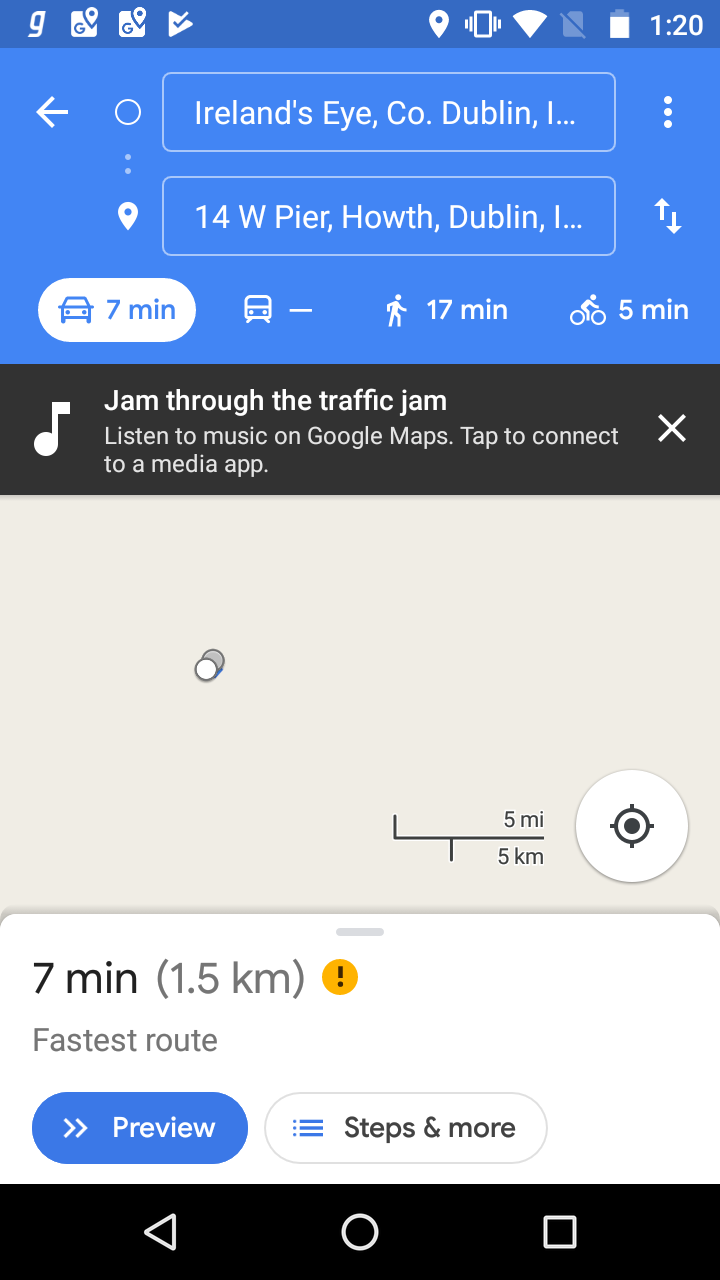 1:20
Ireland's Eye, Co. Dublin, I...
14 W Pier, Howth, Dublin, I...
7 min — 17 min 5 min
Jam through the traffic jam
Listen to music on Google Maps. Tap to connect
to a media app.
5 mi
5 km
7 min (1.5 km)
Fastest route
Preview Steps & more